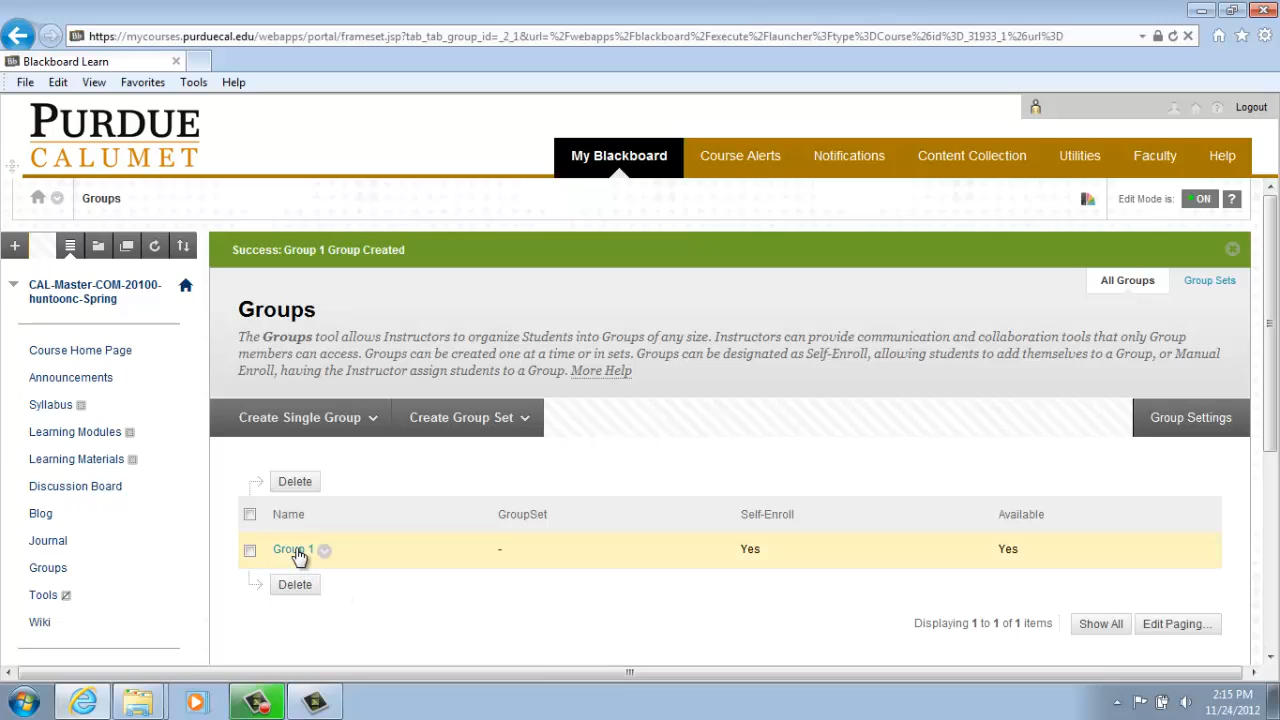 https://mycourses.purduecal.edu/webapps/portal/frameset.jsp?tab_tab_group_id=_2_1&url=%2Fwebapps%2Fblackboard%2Fexecute%2Flauncher%3Ftype%3DCourse%26id%3D_31933_1%26url%3D
Blackboard Learn
File Edit View Favorites Tools Help
PURDUE
CALUMET
Logout
My Blackboard Course Alerts Notifications Content Collection Utilities Faculty Help
Groups
Edit Mode is: ON ?
Success: Group 1 Group Created
All Groups Group Sets
CAL-Master-COM-20100-
huntoonc-Spring
Course Home Page
Announcements
Syllabus
Learning Modules
Learning Materials
Discussion Board
Blog
Journal
Groups
Tools
Wiki
Groups
The Groups tool allows Instructors to organize Students into Groups of any size. Instructors can provide communication and collaboration tools that only Group
members can access. Groups can be created one at a time or in sets. Groups can be designated as Self-Enroll, allowing students to add themselves to a Group, or Manual
Enroll, having the Instructor assign students to a Group. More Help
Create Single Group Create Group Set Group Settings
Delete
Name GroupSet Self-Enroll Available
Group 1 - Yes Yes
Delete
Displaying 1 to 1 of 1 items Show All Edit Paging...
2:15 PM
11/24/2012